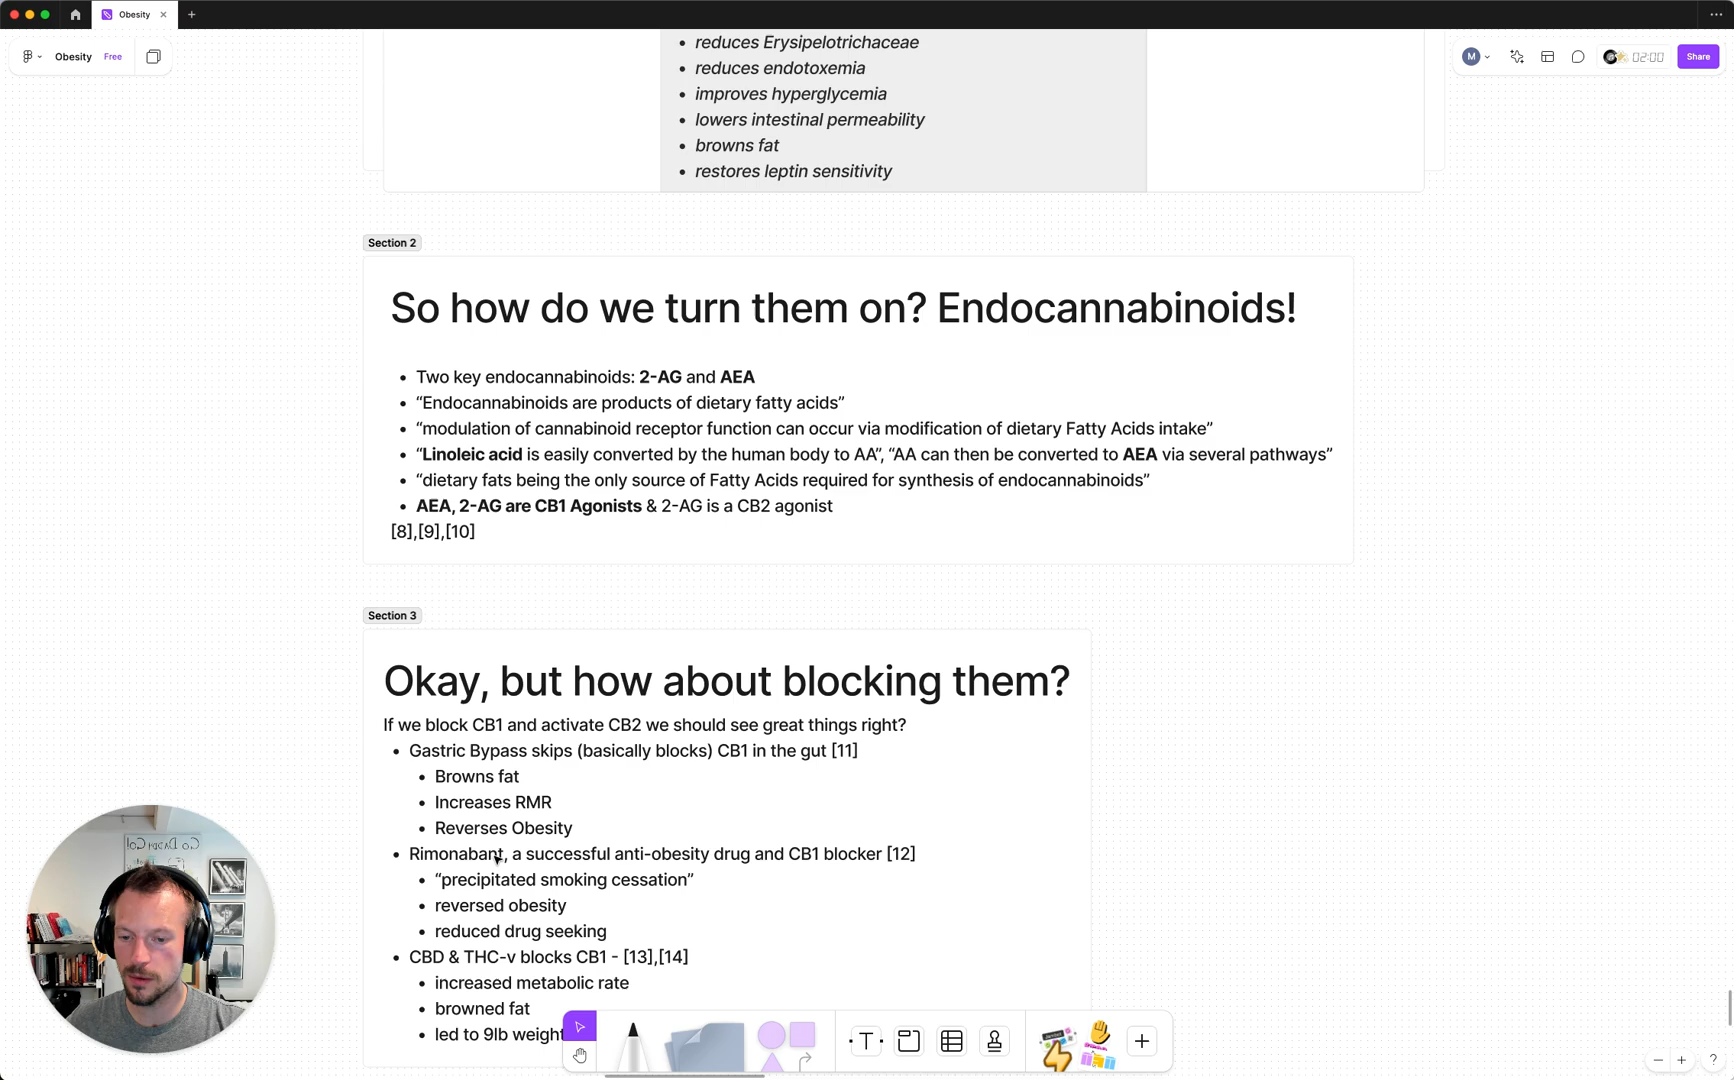 Obesity
Obesity Free
M
02:00
Share
reduces Erysipelotrichaceae
reduces endotoxemia
improves hyperglycemia
lowers intestinal permeability
browns fat
restores leptin sensitivity
Section 2
So how do we turn them on? Endocannabinoids!
Two key endocannabinoids: 2-AG and AEA
“Endocannabinoids are products of dietary fatty acids”
“modulation of cannabinoid receptor function can occur via modification of dietary Fatty Acids intake”
“Linoleic acid is easily converted by the human body to AA”, “AA can then be converted to AEA via several pathways”
“dietary fats being the only source of Fatty Acids required for synthesis of endocannabinoids”
AEA, 2-AG are CB1 Agonists & 2-AG is a CB2 agonist
[8],[9],[10]
Section 3
Okay, but how about blocking them?
If we block CB1 and activate CB2 we should see great things right?
Gastric Bypass skips (basically blocks) CB1 in the gut [11]
Browns fat
Increases RMR
Reverses Obesity
Rimonabant, a successful anti-obesity drug and CB1 blocker [12]
“precipitated smoking cessation”
reversed obesity
reduced drug seeking
CBD & THC-v blocks CB1 - [13],[14]
increased metabolic rate
browned fat
led to 9lb weight
T
?